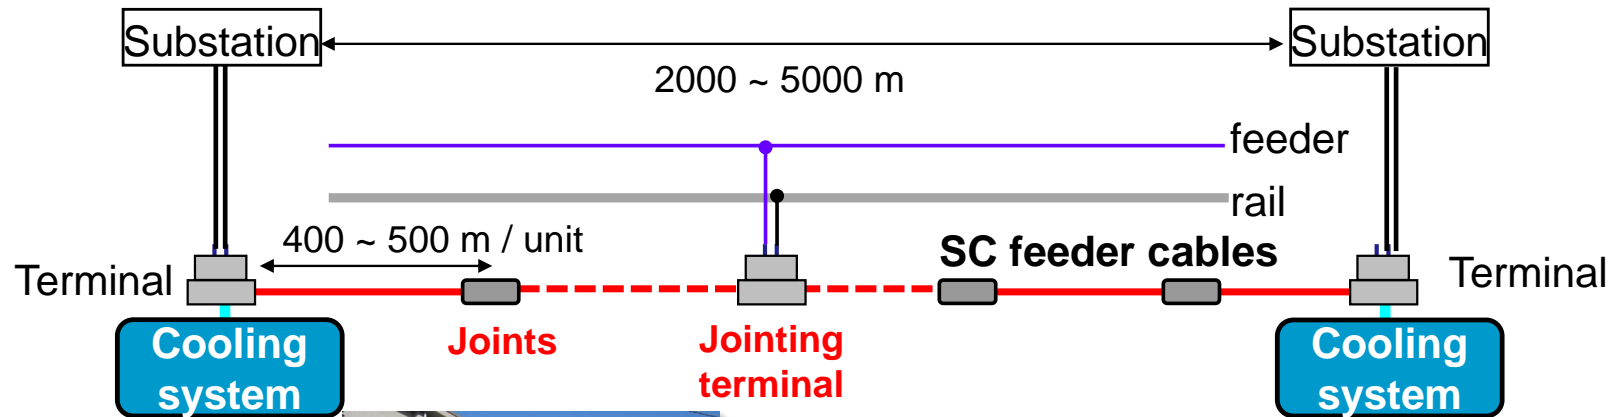 Substation
Substation
2000 ~ 5000 m
feeder
rail
400 ~ 500 m / unit
SC feeder cables
Terminal
Terminal
Cooling
system
Joints
Jointing
terminal
Cooling
system